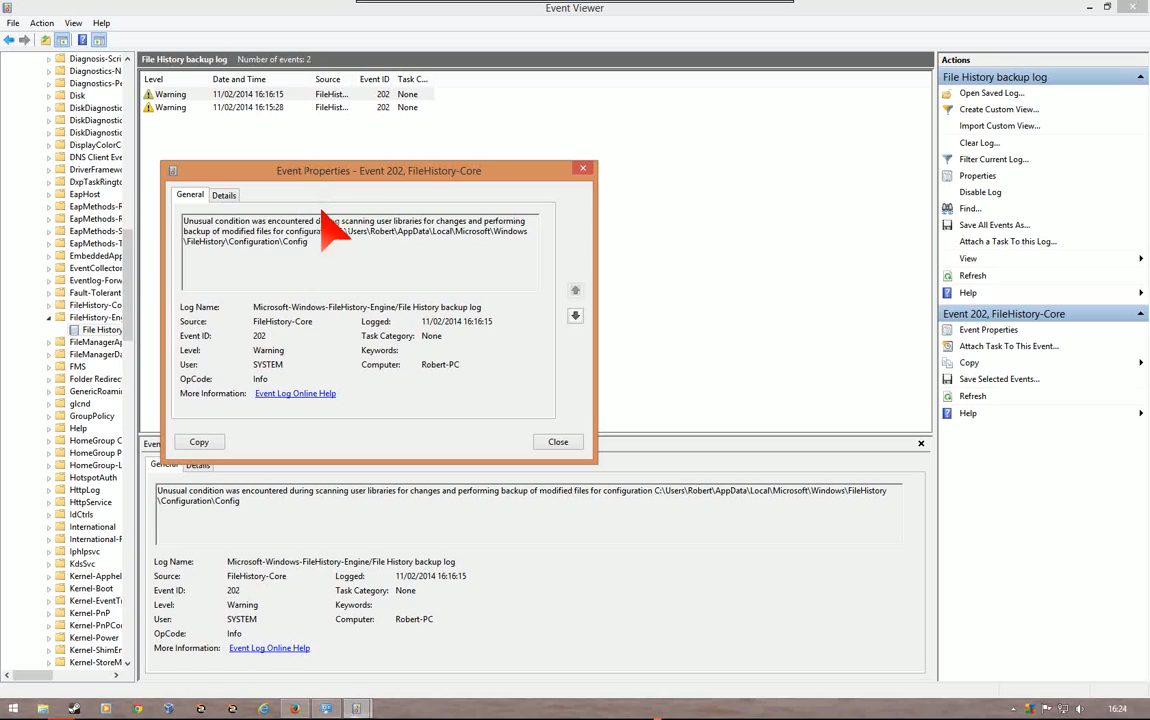 Event Viewer
File Action View Help
Diagnosis-Scri
Diagnostics-N
Diagnostics-Pe
Disk
DiskDiagnostic
DiskDiagnostic
DiskDiagnostic
DisplayColorC
DNS Client Eve
DriverFramewc
DxpTaskRingto
EapHost
EapMethods-R
EapMethods-R
EapMethods-S
EapMethods-T
EmbeddedApp
EventCollector
Eventlog-Forw
Fault-Tolerant
FileHistory-Co
FileHistory-En
File History
FileManagerAp
FileManagerDa
FMS
Folder Redirec
GenericRoamin
glcnd
GroupPolicy
Help
HomeGroup C
HomeGroup P
HomeGroup-L
HotspotAuth
HttpLog
HttpService
IdCtrls
International
International-F
Iphlpsvc
KdsSvc
Kernel-Apphel
Kernel-Boot
Kernel-EventTr
Kernel-PnP
Kernel-PnPCor
Kernel-Power
Kernel-ShimEn
Kernel-StoreM
File History backup log Number of events: 2
Level Date and Time Source Event ID Task C...
Warning 11/02/2014 16:16:15 FileHist... 202 None
Warning 11/02/2014 16:15:28 FileHist... 202 None
Event Properties - Event 202, FileHistory-Core
General Details
Unusual condition was encountered during scanning user libraries for changes and performing
backup of modified files for configura \Users\Robert\AppData\Local\Microsoft\Windows
\FileHistory\Configuration\Config
Log Name: Microsoft-Windows-FileHistory-Engine/File History backup log
Source: FileHistory-Core Logged: 11/02/2014 16:16:15
Event ID: 202 Task Category: None
Level: Warning Keywords:
User: SYSTEM Computer: Robert-PC
OpCode: Info
More Information: Event Log Online Help
Copy Close
Even
General Details
Unusual condition was encountered during scanning user libraries for changes and performing backup of modified files for configuration C:\Users\Robert\AppData\Local\Microsoft\Windows\FileHistory
\Configuration\Config
Log Name: Microsoft-Windows-FileHistory-Engine/File History backup log
Source: FileHistory-Core Logged: 11/02/2014 16:16:15
Event ID: 202 Task Category: None
Level: Warning Keywords:
User: SYSTEM Computer: Robert-PC
OpCode: Info
More Information: Event Log Online Help
Actions
File History backup log
Open Saved Log...
Create Custom View...
Import Custom View...
Clear Log...
Filter Current Log...
Properties
Disable Log
Find...
Save All Events As...
Attach a Task To this Log...
View
Refresh
Help
Event 202, FileHistory-Core
Event Properties
Attach Task To This Event...
Copy
Save Selected Events...
Refresh
Help
16:24